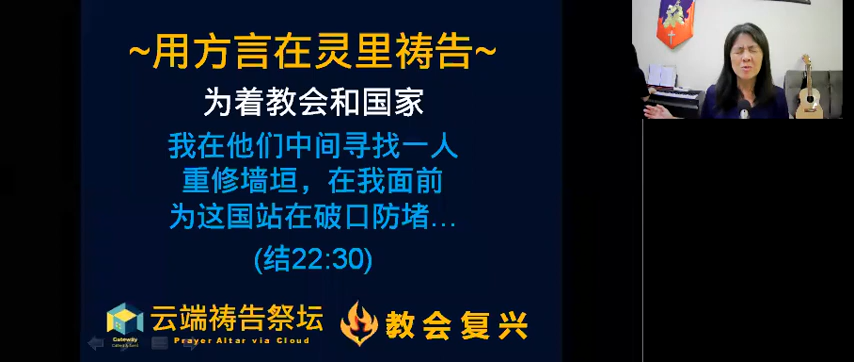 ~用方言在灵里祷告~
为着教会和国家
我在他们中间寻找一人
重修墙垣，在我面前
为这国站在破口防堵…
(结22:30)
云端祷告祭坛
Prayer Altar via Cloud
Gateway
教会复兴